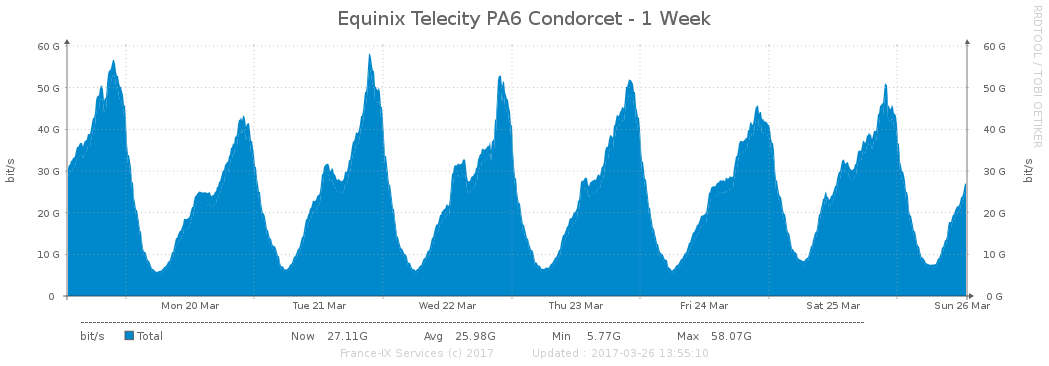 Equinix Telecity PA6 Condorcet - 1 Week
RRDTOOL / TOBI OETIKER
bit/s
bit/s
60 G 60 G
50 G 50 G
40 G 40 G
30 G 30 G
20 G 20 G
10 G 10 G
0 0 G
Mon 20 Mar Tue 21 Mar Wed 22 Mar Thu 23 Mar Fri 24 Mar Sat 25 Mar Sun 26 Mar
bit/s Total Now 27.11G Avg 25.98G Min 5.77G Max 58.07G
France-IX Services (c) 2017 Updated : 2017-03-26 13:55:10